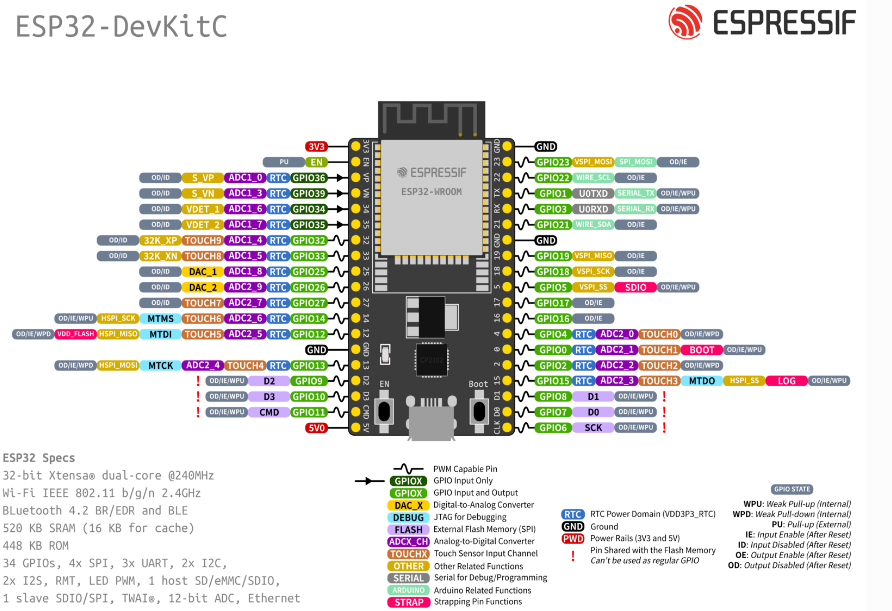 ESP32-DevKitC
ESPRESSIF
3V3 3V3 GND GND
PU EN EN 23 GPIO23 VSPI_MOSI SPI_MOSI OD/IE
OD/ID S_VP ADC1_0 RTC GPIO36 VP ESPRESSIF 22 GPIO22 WIRE_SCL OD/IE
OD/ID S_VN ADC1_3 RTC GPIO39 VN ESP32-WROOM TX GPIO1 U0TXD SERIAL_TX OD/IE/WPU
OD/ID VDET_1 ADC1_6 RTC GPIO34 34 RX GPIO3 U0RXD SERIAL_RX OD/IE/WPU
OD/ID VDET_2 ADC1_7 RTC GPIO35 35 21 GPIO21 WIRE_SDA OD/IE
OD/ID 32K_XP TOUCH9 ADC1_4 RTC GPIO32 32 GND GND
OD/ID 32K_XN TOUCH8 ADC1_5 RTC GPIO33 33 19 GPIO19 VSPI_MISO OD/IE
OD/ID DAC_1 ADC1_8 RTC GPIO25 25 18 GPIO18 VSPI_SCK OD/IE
OD/ID DAC_2 ADC2_9 RTC GPIO26 26 5 GPIO5 VSPI_SS SDIO OD/IE/WPU
OD/ID TOUCH7 ADC2_7 RTC GPIO27 27 17 GPIO17 OD/IE
OD/IE/WPU HSPI_SCK MTMS TOUCH6 ADC2_6 RTC GPIO14 14 16 GPIO16 OD/IE
OD/IE/WPD VDD_FLASH HSPI_MISO MTDI TOUCH5 ADC2_5 RTC GPIO12 12 4 GPIO4 RTC ADC2_0 TOUCH0 OD/IE/WPD
GND GND 0 GPIO0 RTC ADC2_1 TOUCH1 BOOT OD/IE/WPU
OD/IE/WPD HSPI_MOSI MTCK ADC2_4 TOUCH4 RTC GPIO13 13 2 GPIO2 RTC ADC2_2 TOUCH2 OD/IE/WPD
! OD/IE/WPU D2 GPIO9 D2 EN Boot 15 GPIO15 RTC ADC2_3 TOUCH3 MTDO HSPI_SS LOG OD/IE/WPU
! OD/IE/WPU D3 GPIO10 D3 D1 GPIO8 D1 OD/IE/WPU !
! OD/IE/WPU CMD GPIO11 CMD D0 GPIO7 D0 OD/IE/WPU !
5V0 5V CLK GPIO6 SCK OD/IE/WPU !
ESP32 Specs
32-bit Xtensa® dual-core @240MHz
Wi-Fi IEEE 802.11 b/g/n 2.4GHz
BLuetooth 4.2 BR/EDR and BLE
520 KB SRAM (16 KB for cache)
448 KB ROM
34 GPIOs, 4x SPI, 3x UART, 2x I2C,
2x I2S, RMT, LED PWM, 1 host SD/eMMC/SDIO,
1 slave SDIO/SPI, TWAI®, 12-bit ADC, Ethernet
PWM Capable Pin
GPIOX GPIO Input Only
GPIOX GPIO Input and Output
DAC_X Digital-to-Analog Converter
DEBUG JTAG for Debugging
FLASH External Flash Memory (SPI)
ADCX_CH Analog-to-Digital Converter
TOUCHX Touch Sensor Input Channel
OTHER Other Related Functions
SERIAL Serial for Debug/Programming
ARDUINO Arduino Related Functions
STRAP Strapping Pin Functions
RTC RTC Power Domain (VDD3P3_RTC)
GND Ground
PWD Power Rails (3V3 and 5V)
! Pin Shared with the Flash Memory
Can't be used as regular GPIO
GPIO STATE
WPU: Weak Pull-up (Internal)
WPD: Weak Pull-down (Internal)
PU: Pull-up (External)
IE: Input Enable (After Reset)
ID: Input Disabled (After Reset)
OE: Output Enable (After Reset)
OD: Output Disabled (After Reset)